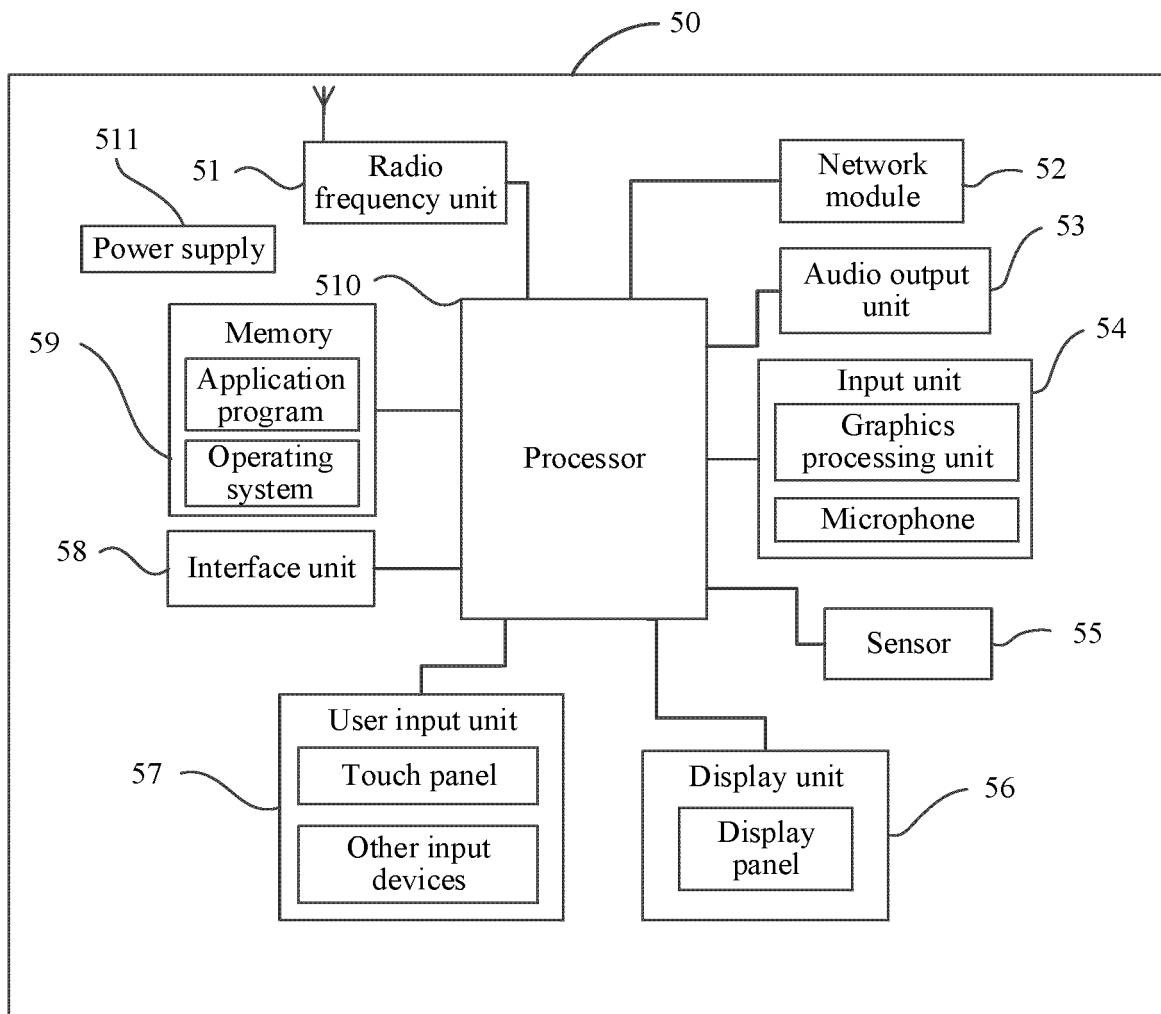 50
511
51
Radio
frequency unit
Network
module
52
Power supply
53
Audio output
unit
510
59
Memory
Application
program
Operating
system
Processor
54
Input unit
Graphics
processing unit
Microphone
58
Interface unit
Sensor
55
57
User input unit
Touch panel
Other input
devices
Display unit
Display
panel
56